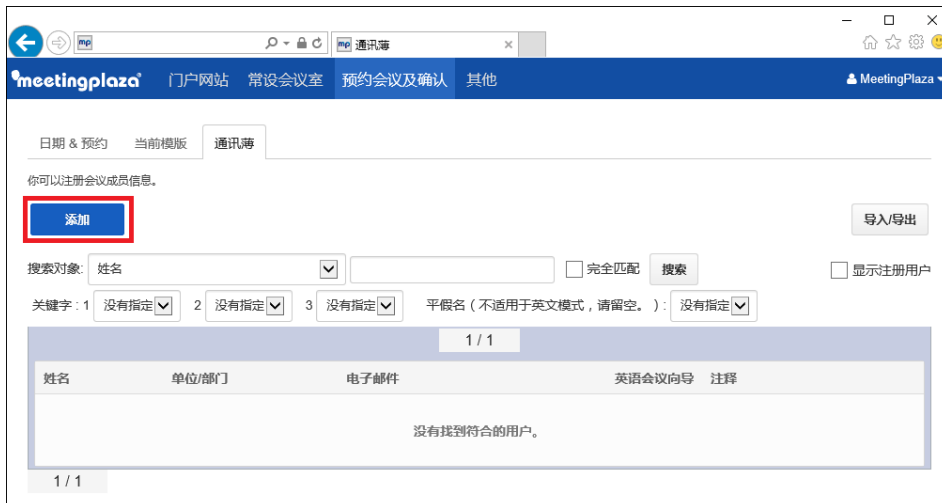 mp
mp 通讯薄
meetingplaza 门户网站 常设会议室 预约会议及确认 其他 MeetingPlaza
日期 & 预约 当前模版 通讯薄
你可以注册会议成员信息。
添加 导入/导出
搜索对象: 姓名 完全匹配 搜索 显示注册用户
关键字 : 1 没有指定 2 没有指定 3 没有指定 平假名 ( 不适用于英文模式 , 请留空。 ) : 没有指定
1 / 1
姓名 单位/部门 电子邮件 英语会议向导 注释
没有找到符合的用户。
1 / 1